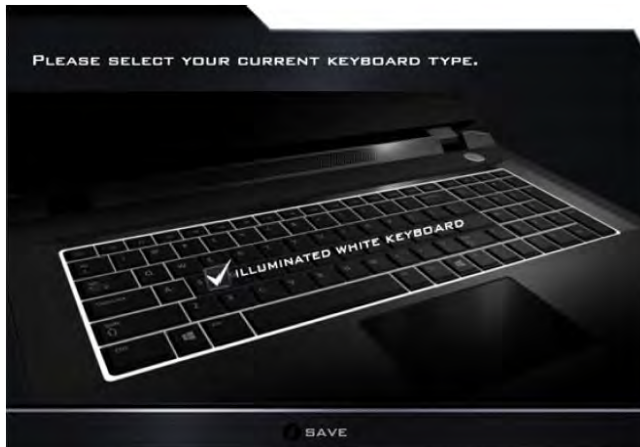 PLEASE SELECT YOUR CURRENT KEYBOARD TYPE.
ILLUMINATED WHITE KEYBOARD
SAVE